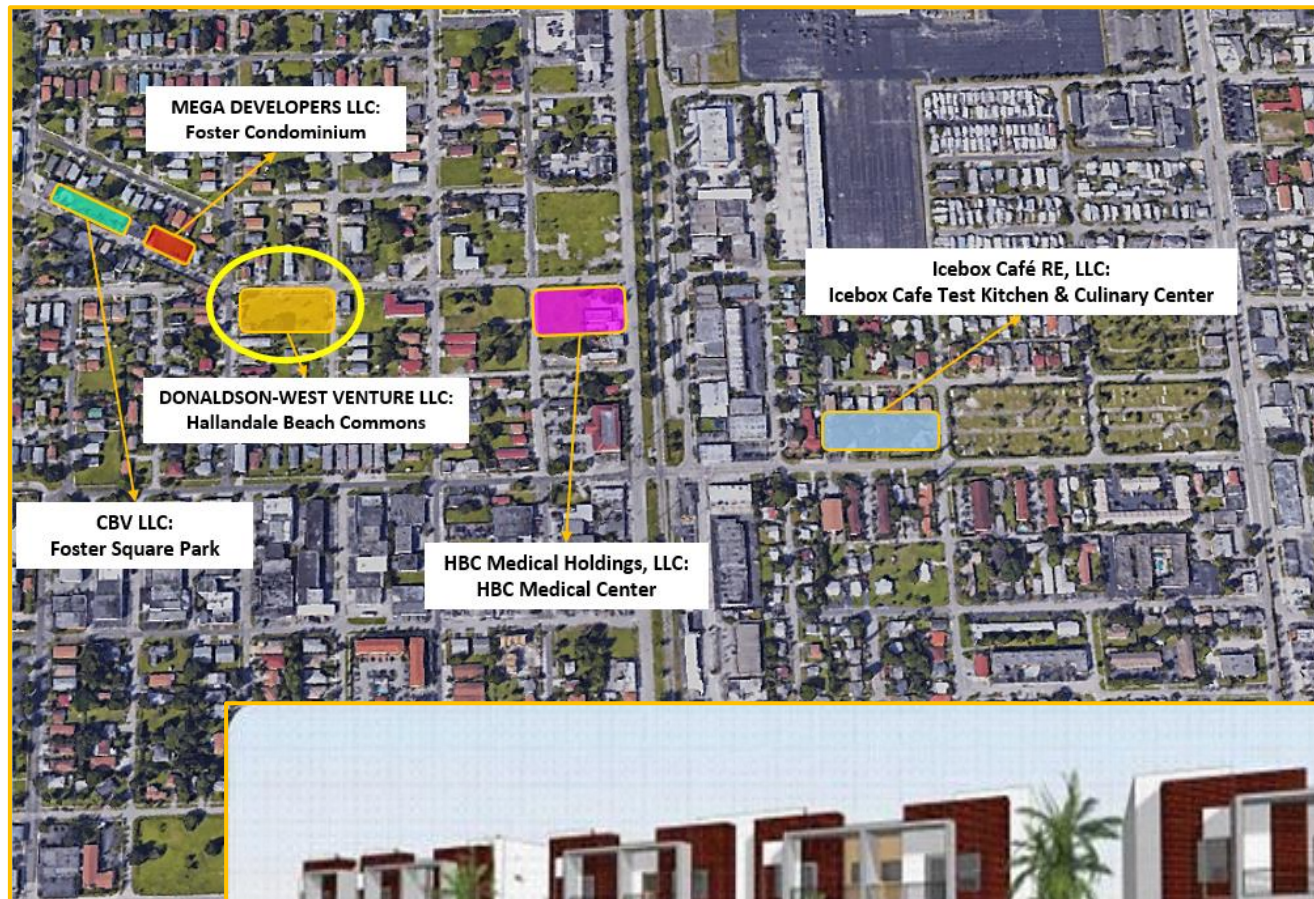 MEGA DEVELOPERS LLC:
Foster Condominium
Icebox Café RE, LLC:
Icebox Cafe Test Kitchen & Culinary Center
DONALDSON-WEST VENTURE LLC:
Hallandale Beach Commons
CBV LLC:
Foster Square Park
HBC Medical Holdings, LLC:
HBC Medical Center